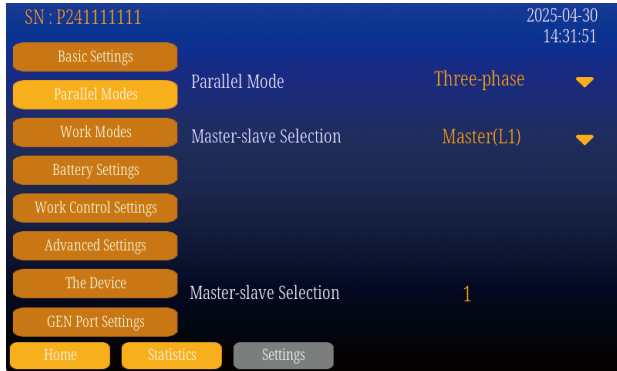 SN : P241111111
2025-04-30
14:31:51
Basic Settings
Parallel Modes
Work Modes
Battery Settings
Work Control Settings
Advanced Settings
The Device
GEN Port Settings
Parallel Mode
Three-phase
Master-slave Selection
Master(L1)
Master-slave Selection
1
Home
Statistics
Settings